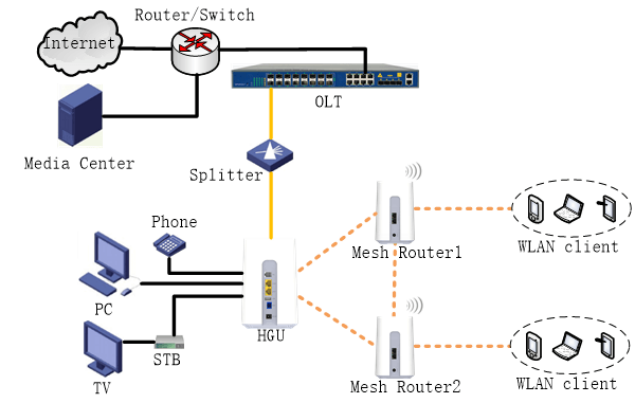 Router/Switch
Internet
OLT
Media Center
Splitter
Phone
Mesh Router1
WLAN client
PC
HGU
STB
TV
Mesh Router2
WLAN client